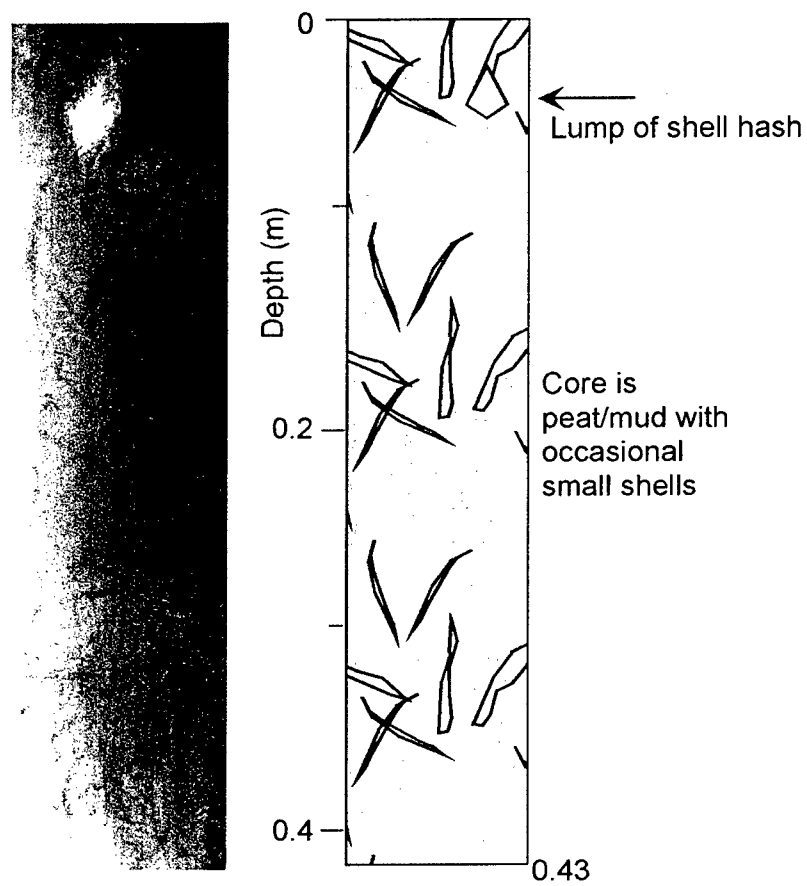 0
Lump of shell hash
Depth (m)
Core is
peat/mud with
occasional
small shells
0.2
0.4
0.43